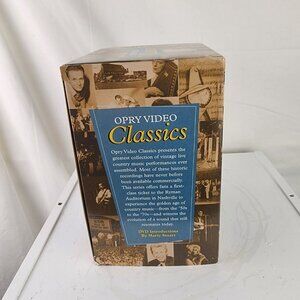 OPRY VIDEO
Classics
Opry Video Classics presents the
greatest collection of vintage live
country music performances ever
assembled. Most of these historic
recordings have never before
been available commercially.
This series offers fans a first-
class ticket to the Ryman
Auditorium in Nashville to
experience the golden age of
country music—from the '50s
to the '70s—and witness the
evolution of a sound that still
resonates today.
DVD Introductions
By Marty Stuart